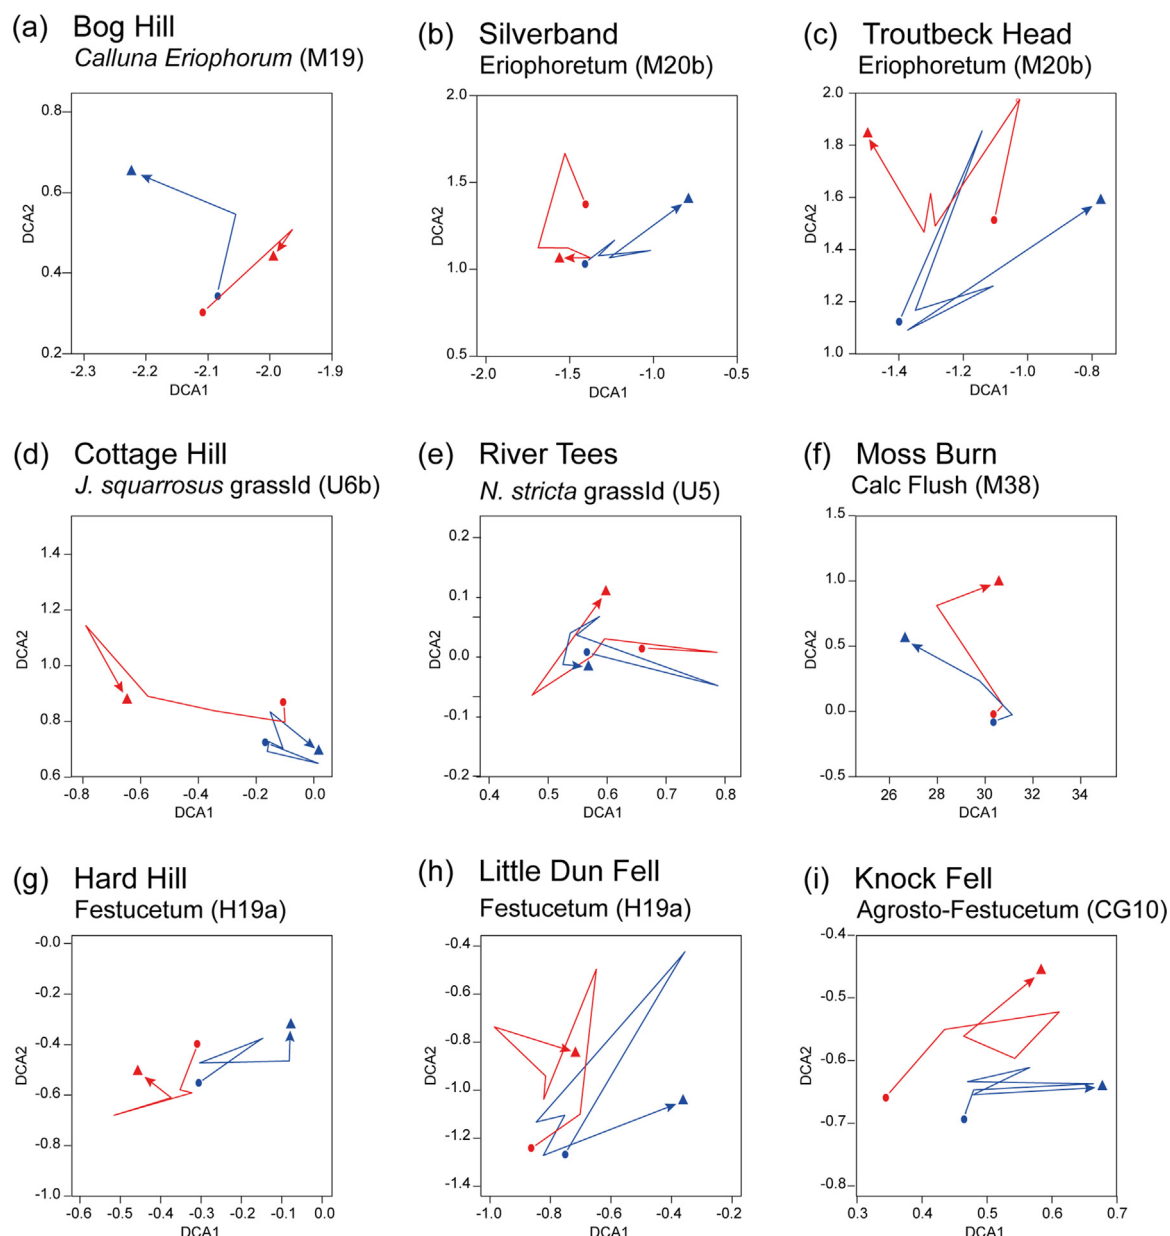 (a) Bog Hill
Calluna Eriophorum (M19)
0.8
0.6
0.4
0.2
DCA2
-2.3 -2.2 -2.1 -2.0 -1.9
DCA1
(b) Silverband
Eriophoretum (M20b)
2.0
1.5
1.0
0.5
DCA2
-2.0 -1.5 -1.0 -0.5
DCA1
(c) Troutbeck Head
Eriophoretum (M20b)
2.0
1.8
1.6
1.4
1.2
1.0
DCA2
-1.4 -1.2 -1.0 -0.8
DCA1
(d) Cottage Hill
J. squarrosus grassld (U6b)
1.4
1.2
1.0
0.8
0.6
DCA2
-0.8 -0.6 -0.4 -0.2 0.0
DCA1
(e) River Tees
N. stricta grassld (U5)
0.2
0.1
0.0
-0.1
-0.2
DCA2
0.4 0.5 0.6 0.7 0.8
DCA1
(f) Moss Burn
Calc Flush (M38)
1.5
1.0
0.5
0.0
-0.5
DCA2
26 28 30 32 34
DCA1
(g) Hard Hill
Festucetum (H19a)
-0.0
-0.2
-0.4
-0.6
-0.8
-1.0
DCA2
-0.6 -0.5 -0.4 -0.3 -0.2 -0.1 0.0
DCA1
(h) Little Dun Fell
Festucetum (H19a)
-0.4
-0.6
-0.8
-1.0
-1.2
-1.4
DCA2
-1.0 -0.8 -0.6 -0.4 -0.2
DCA1
(i) Knock Fell
Agrosto-Festucetum (CG10)
-0.4
-0.5
-0.6
-0.7
-0.8
DCA2
0.3 0.4 0.5 0.6 0.7
DCA1